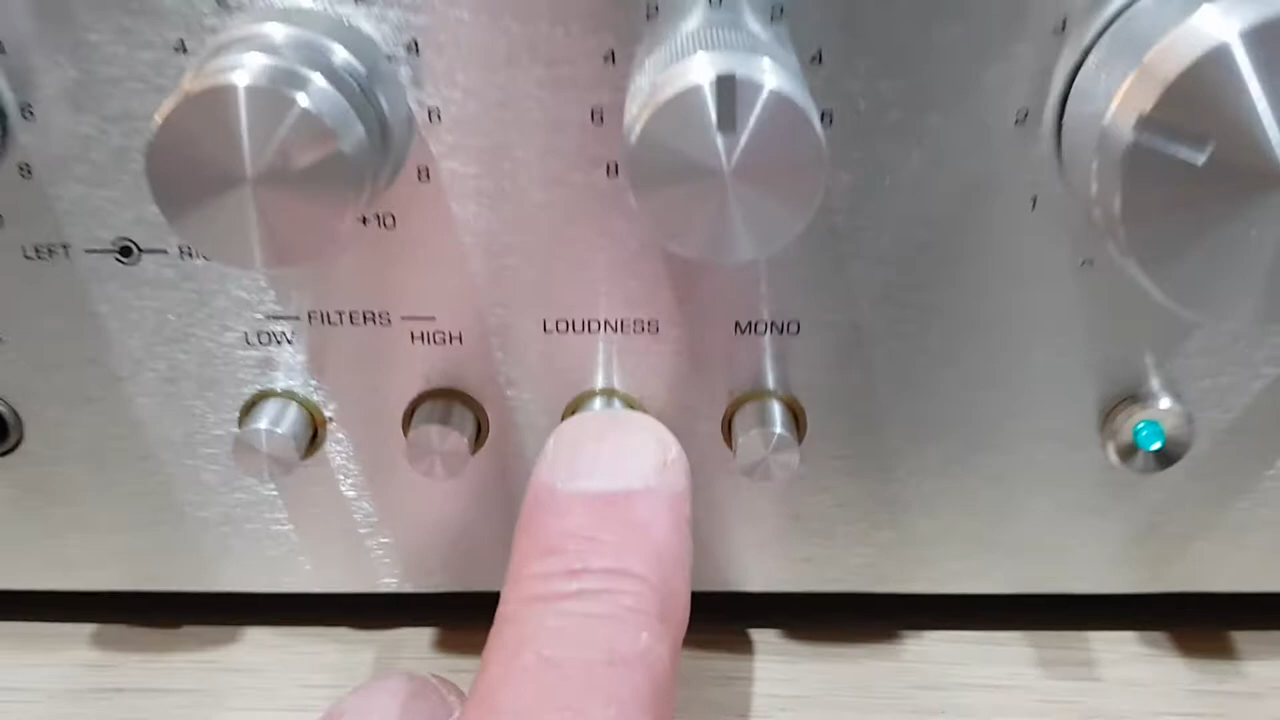 4 4 4 4
6 6 6 6 2
8 8 8 1
+10
LEFT
FILTERS
LOW HIGH LOUDNESS MONO